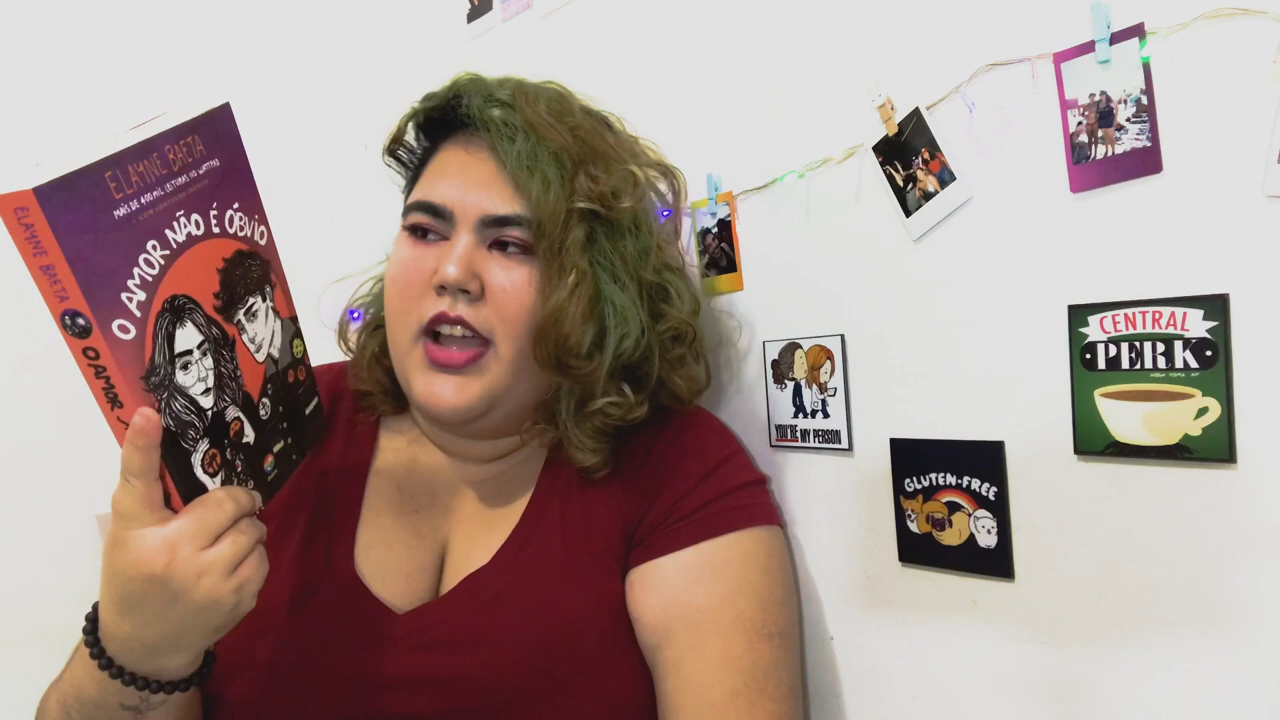 ELAYNE BAETA
MAIS DE 400 MIL LEITURAS NO WATTPAD
O AMOR NÃO É ÓBVIO
ELAYNE BAETA
O AMOR
YOU'RE MY PERSON
GLUTEN-FREE
CENTRAL
PERK